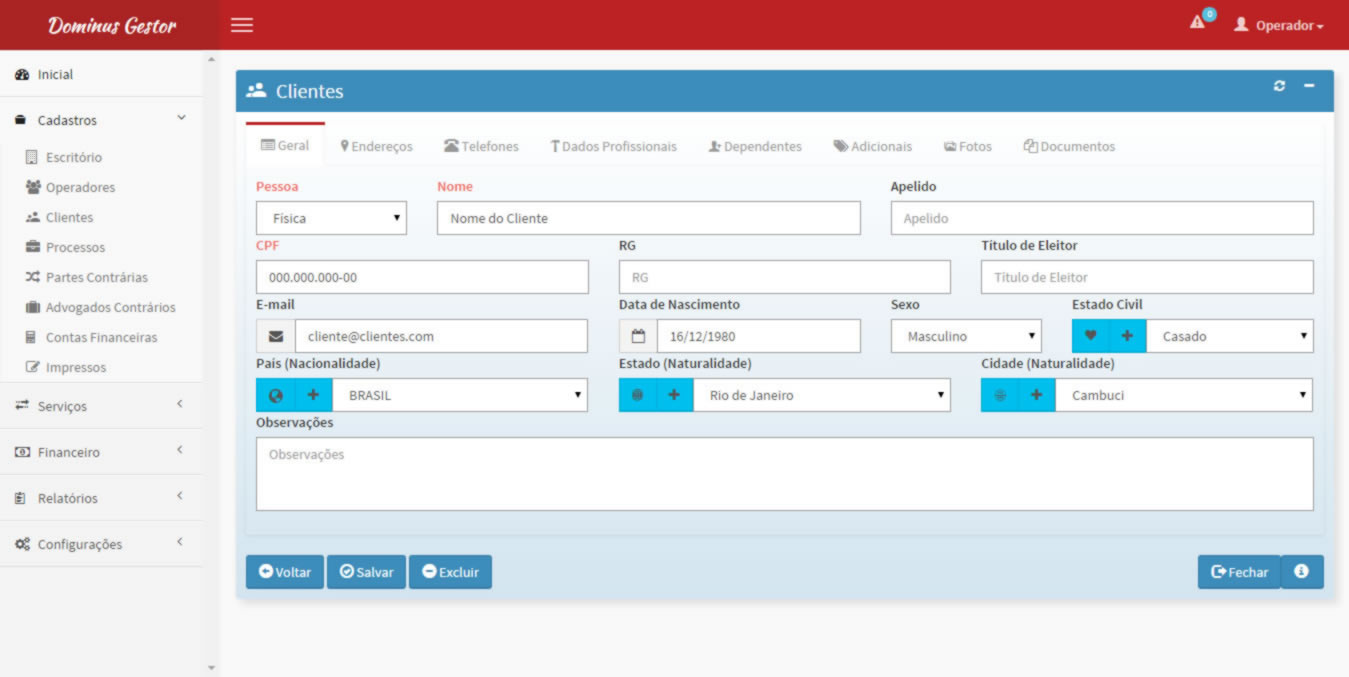 Dominus Gestor
0
Operador
Inicial
Cadastros
Escritório
Operadores
Clientes
Processos
Partes Contrárias
Advogados Contrários
Contas Financeiras
Impressos
Serviços
Financeiro
Relatórios
Configurações
Clientes
Geral Endereços Telefones Dados Profissionais Dependentes Adicionais Fotos Documentos
Pessoa Nome Apelido
Física Nome do Cliente Apelido
CPF RG Título de Eleitor
000.000.000-00 RG Título de Eleitor
E-mail Data de Nascimento Sexo Estado Civil
cliente@clientes.com 16/12/1980 Masculino Casado
País (Nacionalidade) Estado (Naturalidade) Cidade (Naturalidade)
BRASIL Rio de Janeiro Cambuci
Observações
Observações
Voltar Salvar Excluir Fechar